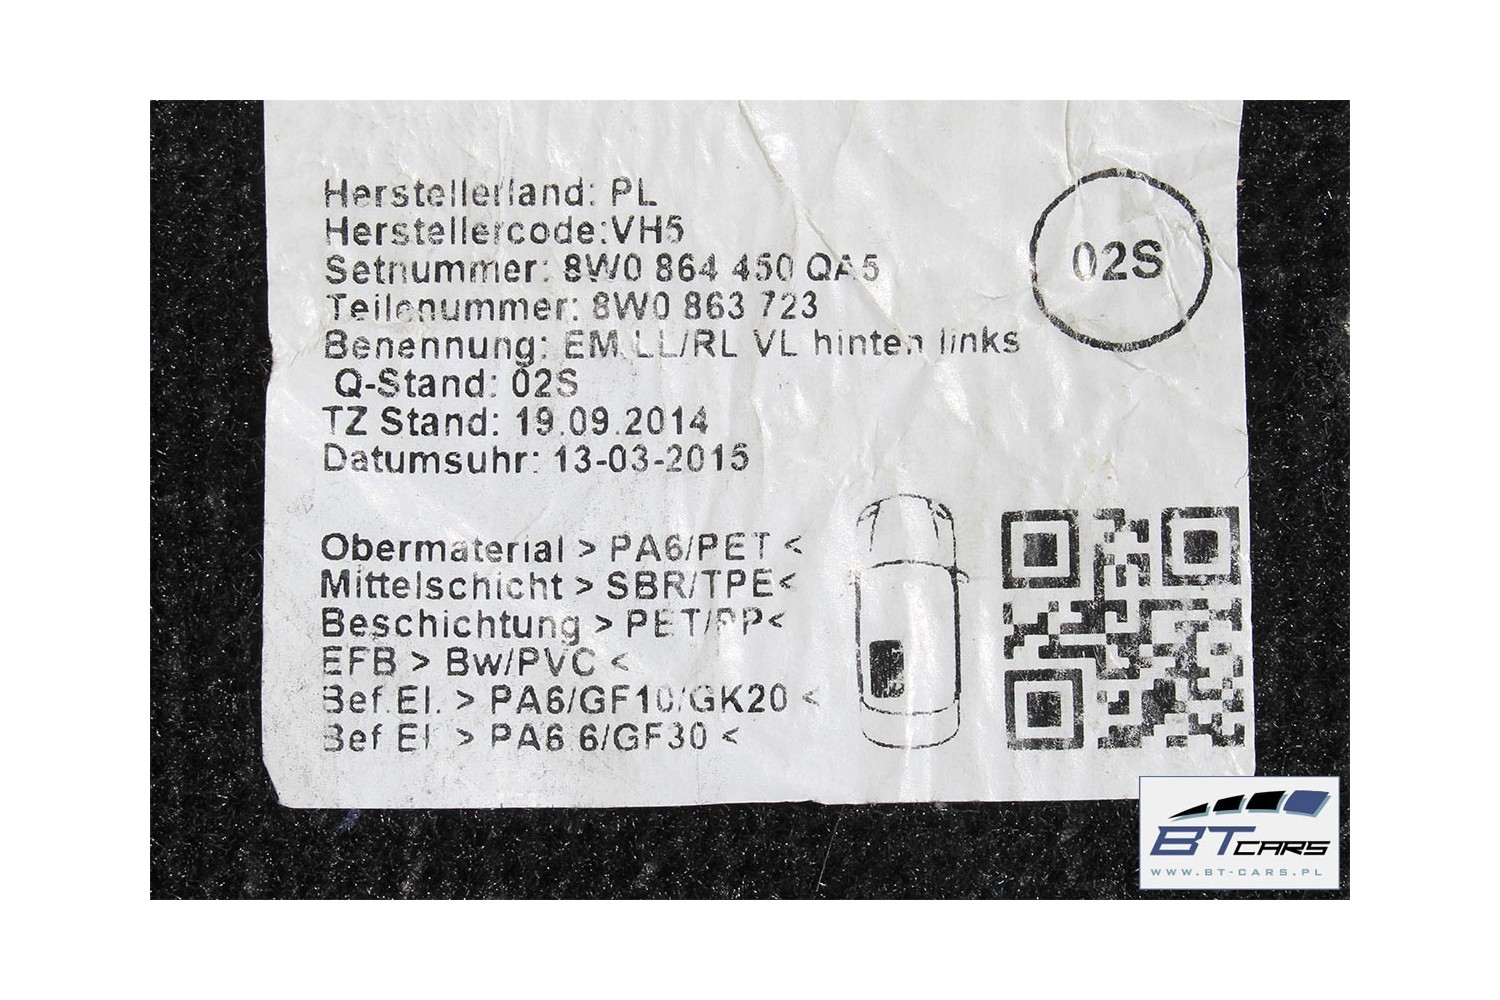 Herstellerland: PL
Herstellercode:VH5
Setnummer: 8W0 864 450 QA5
Teilenummer: 8W0 863 723
Benennung: EM LL/RL VL hinten links
Q-Stand: 02S
TZ Stand: 19.09.2014
Datumsuhr: 13-03-2015
02S
Obermaterial > PA6/PET <
Mittelschicht > SBR/TPE<
Beschichtung > PET/PP<
EFB > Bw/PVC <
Bef.El. > PA6/GF10/GK20 <
Bef El > PA6.6/GF30 <
BT CARS
WWW.BT-CARS.PL